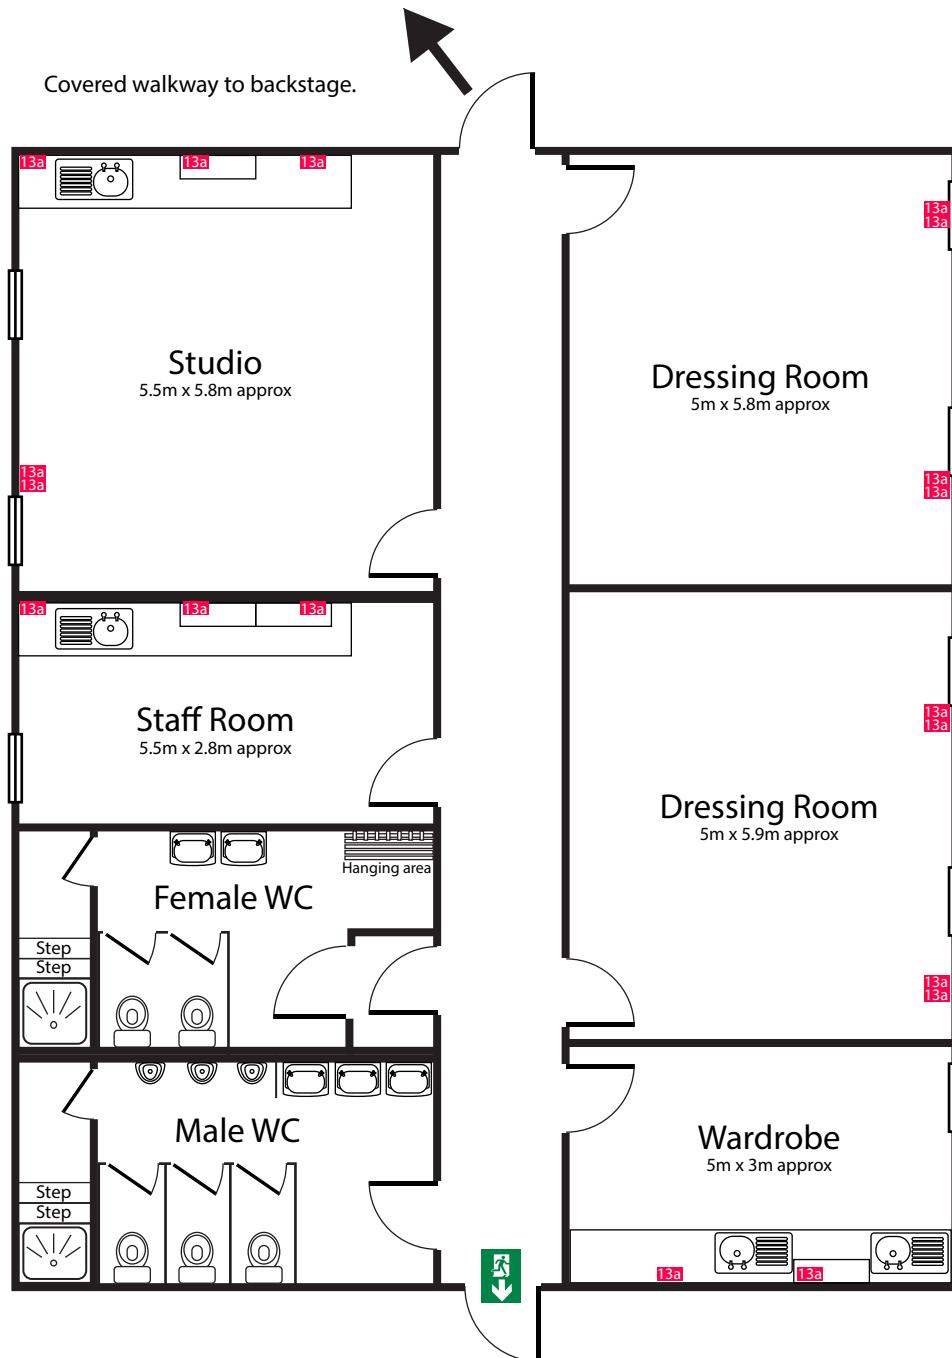 Covered walkway to backstage.
13a
13a
13a
13a
13a
Studio
5.5m x 5.8m approx
Dressing Room
5m x 5.8m approx
13a
13a
13a
13a
13a
13a
13a
Staff Room
5.5m x 2.8m approx
13a
13a
Dressing Room
5m x 5.9m approx
Hanging area
Female WC
Step
Step
13a
13a
Male WC
Wardrobe
5m x 3m approx
Step
Step
13a
13a